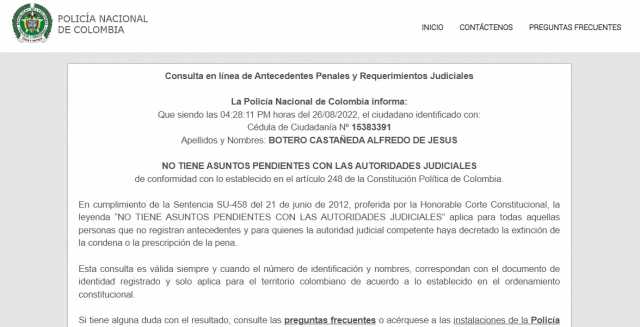 POLICÍA NACIONAL
DE COLOMBIA
INICIO CONTÁCTENOS PREGUNTAS FRECUENTES
Consulta en línea de Antecedentes Penales y Requerimientos Judiciales
La Policía Nacional de Colombia informa:
Que siendo las 04:28:11 PM horas del 26/08/2022, el ciudadano identificado con:
Cédula de Ciudadanía Nº 15383391
Apellidos y Nombres: BOTERO CASTAÑEDA ALFREDO DE JESUS
NO TIENE ASUNTOS PENDIENTES CON LAS AUTORIDADES JUDICIALES
de conformidad con lo establecido en el artículo 248 de la Constitución Política de Colombia.
En cumplimiento de la Sentencia SU-458 del 21 de junio de 2012, proferida por la Honorable Corte Constitucional, la
leyenda "NO TIENE ASUNTOS PENDIENTES CON LAS AUTORIDADES JUDICIALES" aplica para todas aquellas
personas que no registran antecedentes y para quienes la autoridad judicial competente haya decretado la extinción de
la condena o la prescripción de la pena.
Esta consulta es válida siempre y cuando el número de identificación y nombres, correspondan con el documento de
identidad registrado y solo aplica para el territorio colombiano de acuerdo a lo establecido en el ordenamiento
constitucional.
Si tiene alguna duda con el resultado, consulte las preguntas frecuentes o acérquese a las instalaciones de la Policía